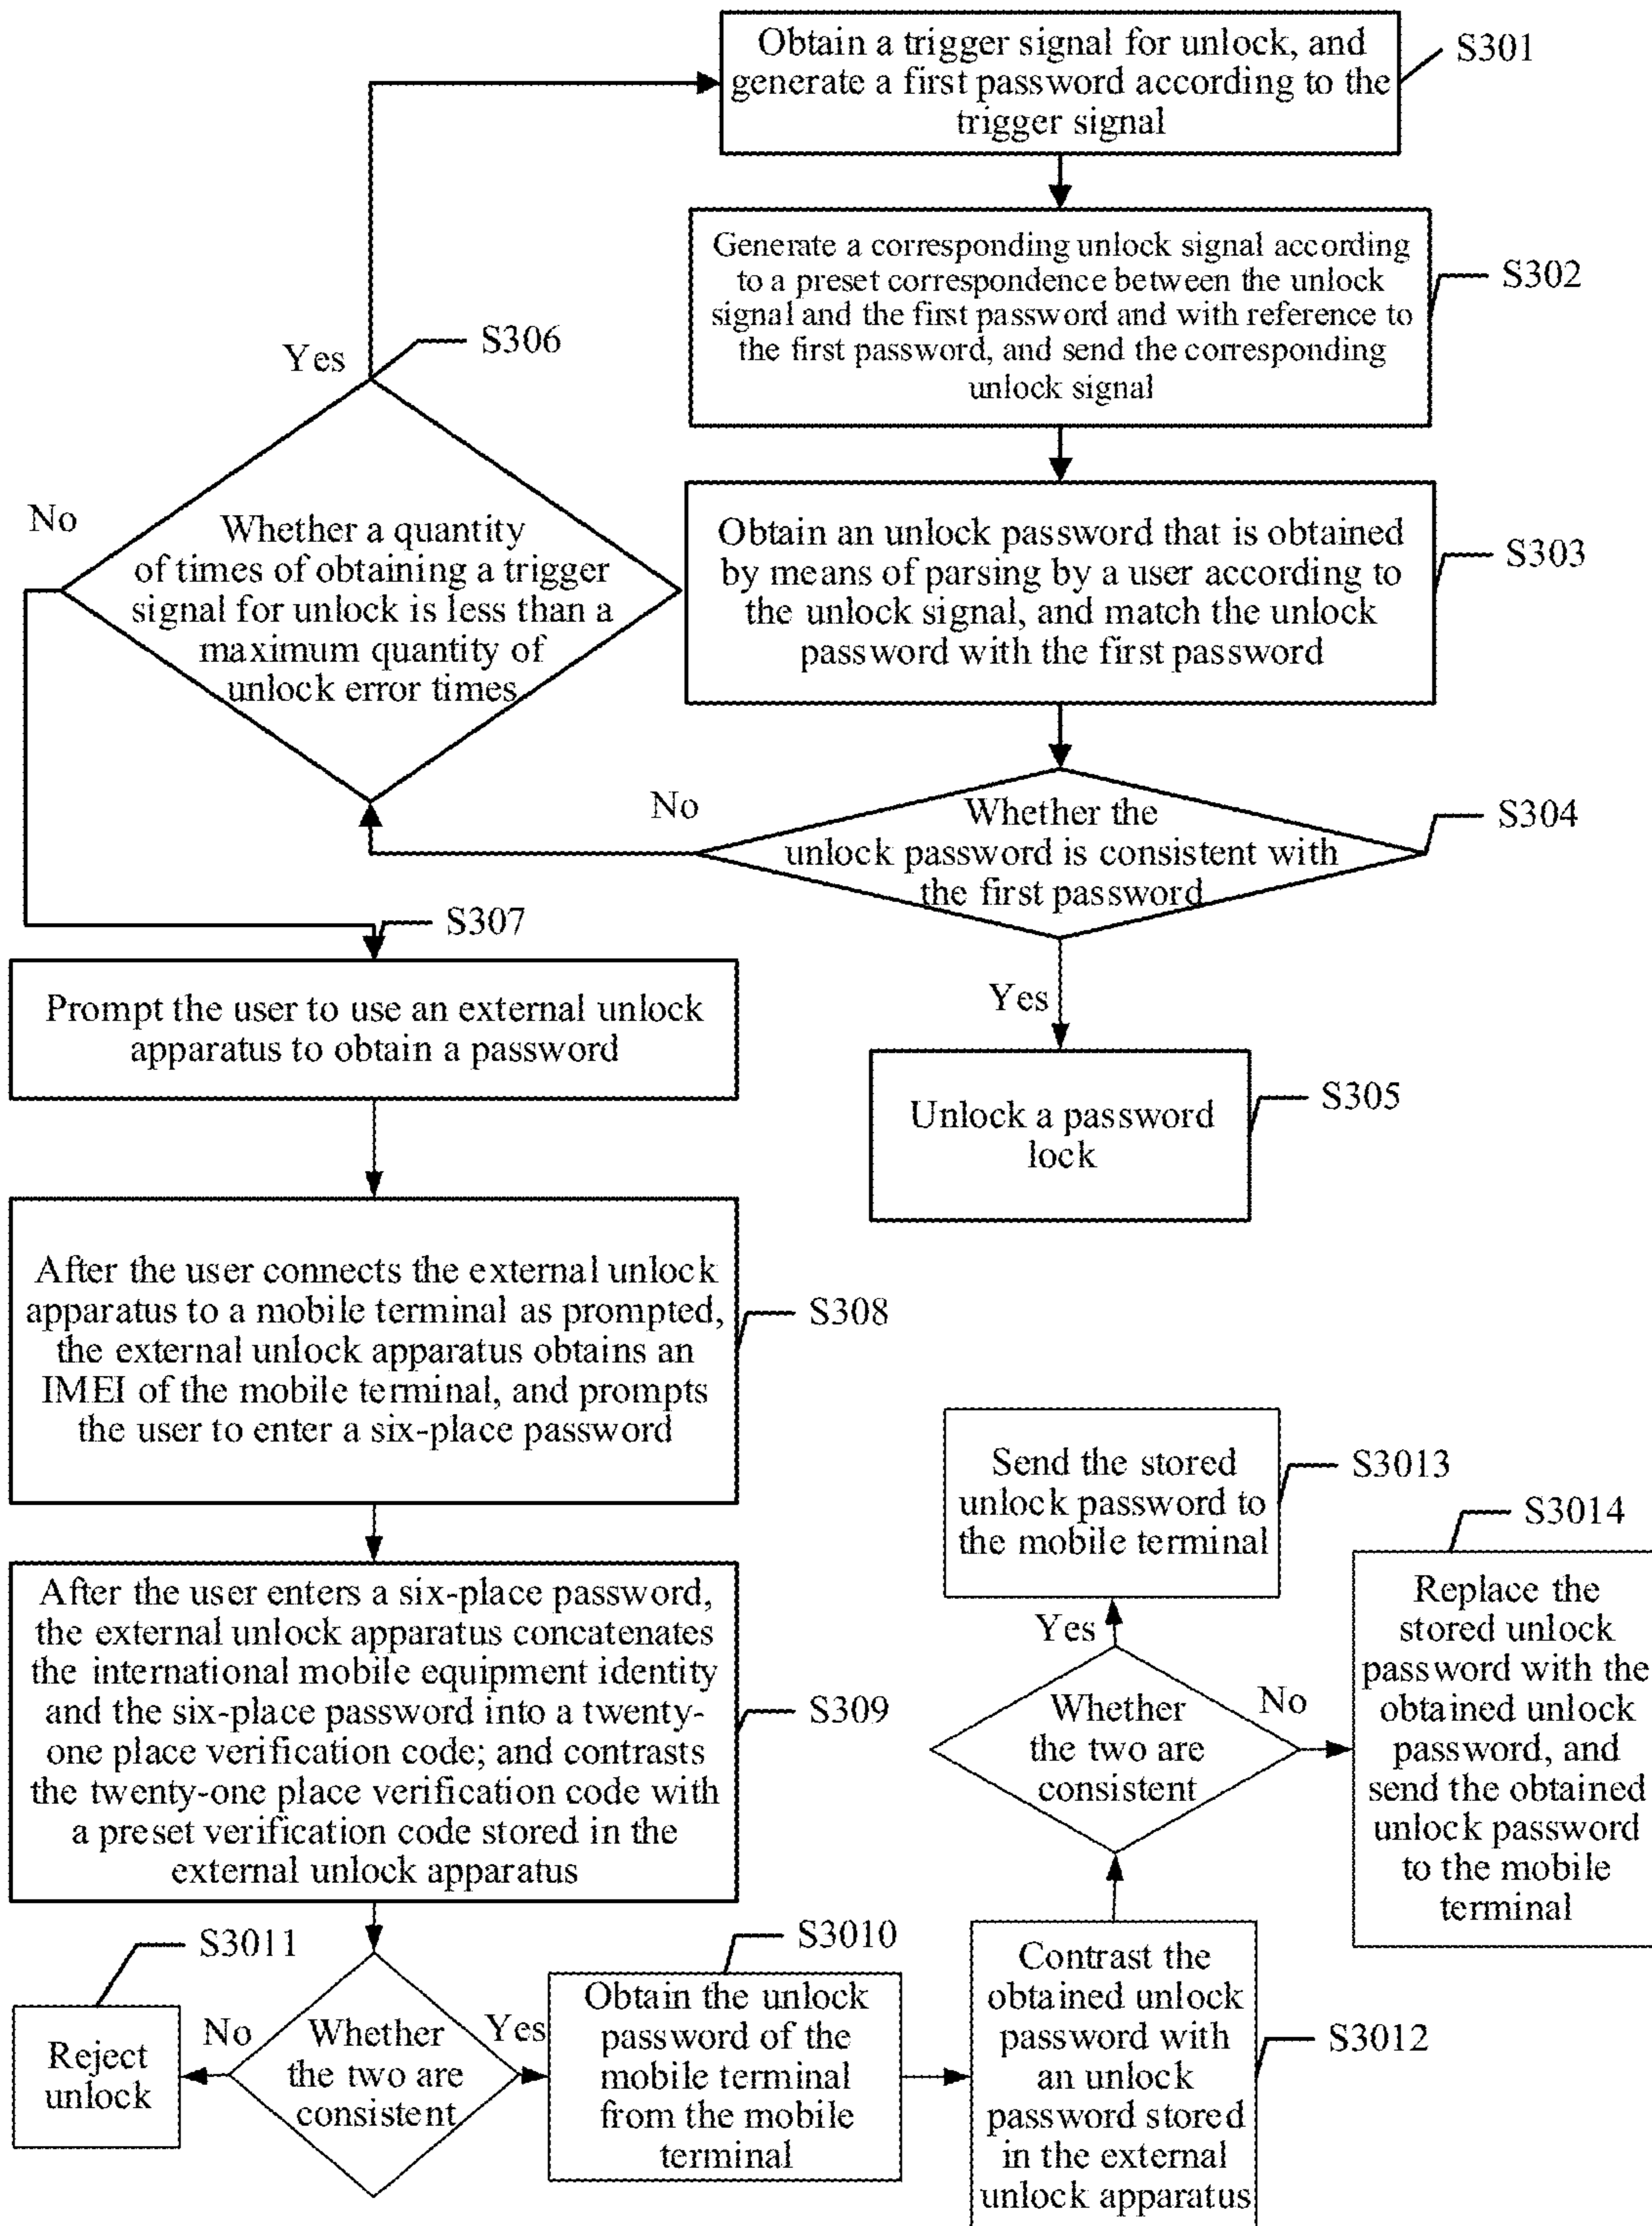 Obtain a trigger signal for unlock, and
generate a first password according to the
trigger signal
S301
Generate a corresponding unlock signal according
to a preset correspondence between the unlock
signal and the first password and with reference to
the first password, and send the corresponding
unlock signal
S302
Yes
S306
No
Whether a quantity
of times of obtaining a trigger
signal for unlock is less than a
maximum quantity of
unlock error times
Obtain an unlock password that is obtained
by means of parsing by a user according to
the unlock signal, and match the unlock
password with the first password
S303
No
Whether the
unlock password is consistent with
the first password
S304
S307
Yes
Prompt the user to use an external unlock
apparatus to obtain a password
Unlock a password
lock
S305
After the user connects the external unlock
apparatus to a mobile terminal as prompted,
the external unlock apparatus obtains an
IMEI of the mobile terminal, and prompts
the user to enter a six-place password
S308
After the user enters a six-place password,
the external unlock apparatus concatenates
the international mobile equipment identity
and the six-place password into a twenty-
one place verification code; and contrasts
the twenty-one place verification code with
a preset verification code stored in the
external unlock apparatus
S309
Send the stored
unlock password to
the mobile terminal
S3013
S3014
Replace the
stored unlock
password with the
obtained unlock
password, and
send the obtained
unlock password
to the mobile
terminal
Yes
Whether
the two are
consistent
No
S3011
Reject
unlock
No
Whether
the two are
consistent
Yes
S3010
Obtain the unlock
password of the
mobile terminal
from the mobile
terminal
Contrast the
obtained unlock
password with
an unlock
password stored
in the external
unlock apparatus
S3012